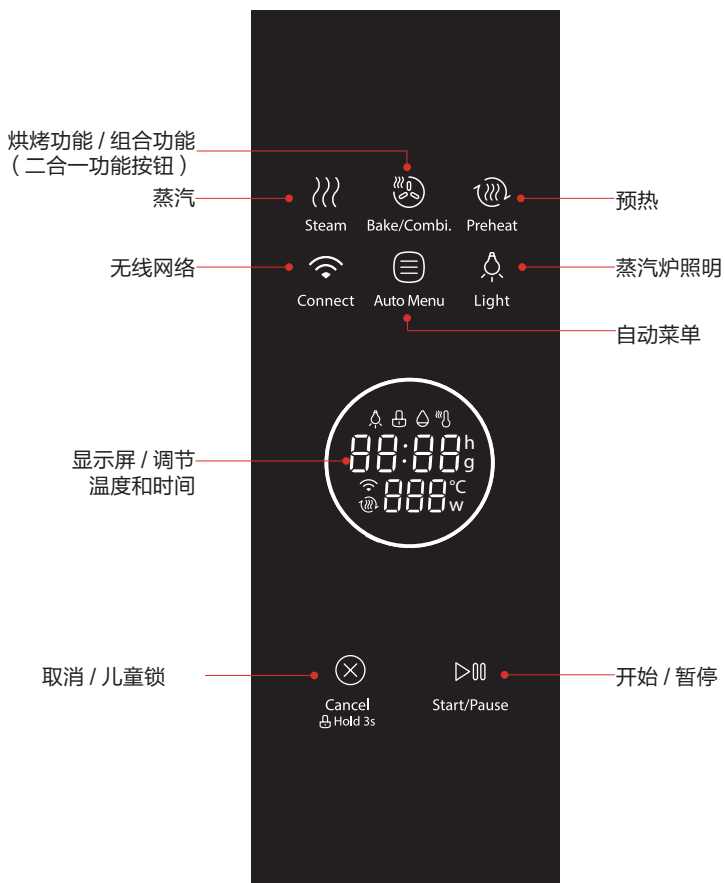 烘烤功能 / 组合功能
（二合一功能按钮）
蒸汽
预热
Steam
Bake/Combi.
Preheat
无线网络
蒸汽炉照明
Connect
Auto Menu
Light
自动菜单
88:88 h
g
显示屏 / 调节
温度和时间
888 °C
W
取消 / 儿童锁
开始 / 暂停
Cancel
Hold 3s
Start/Pause